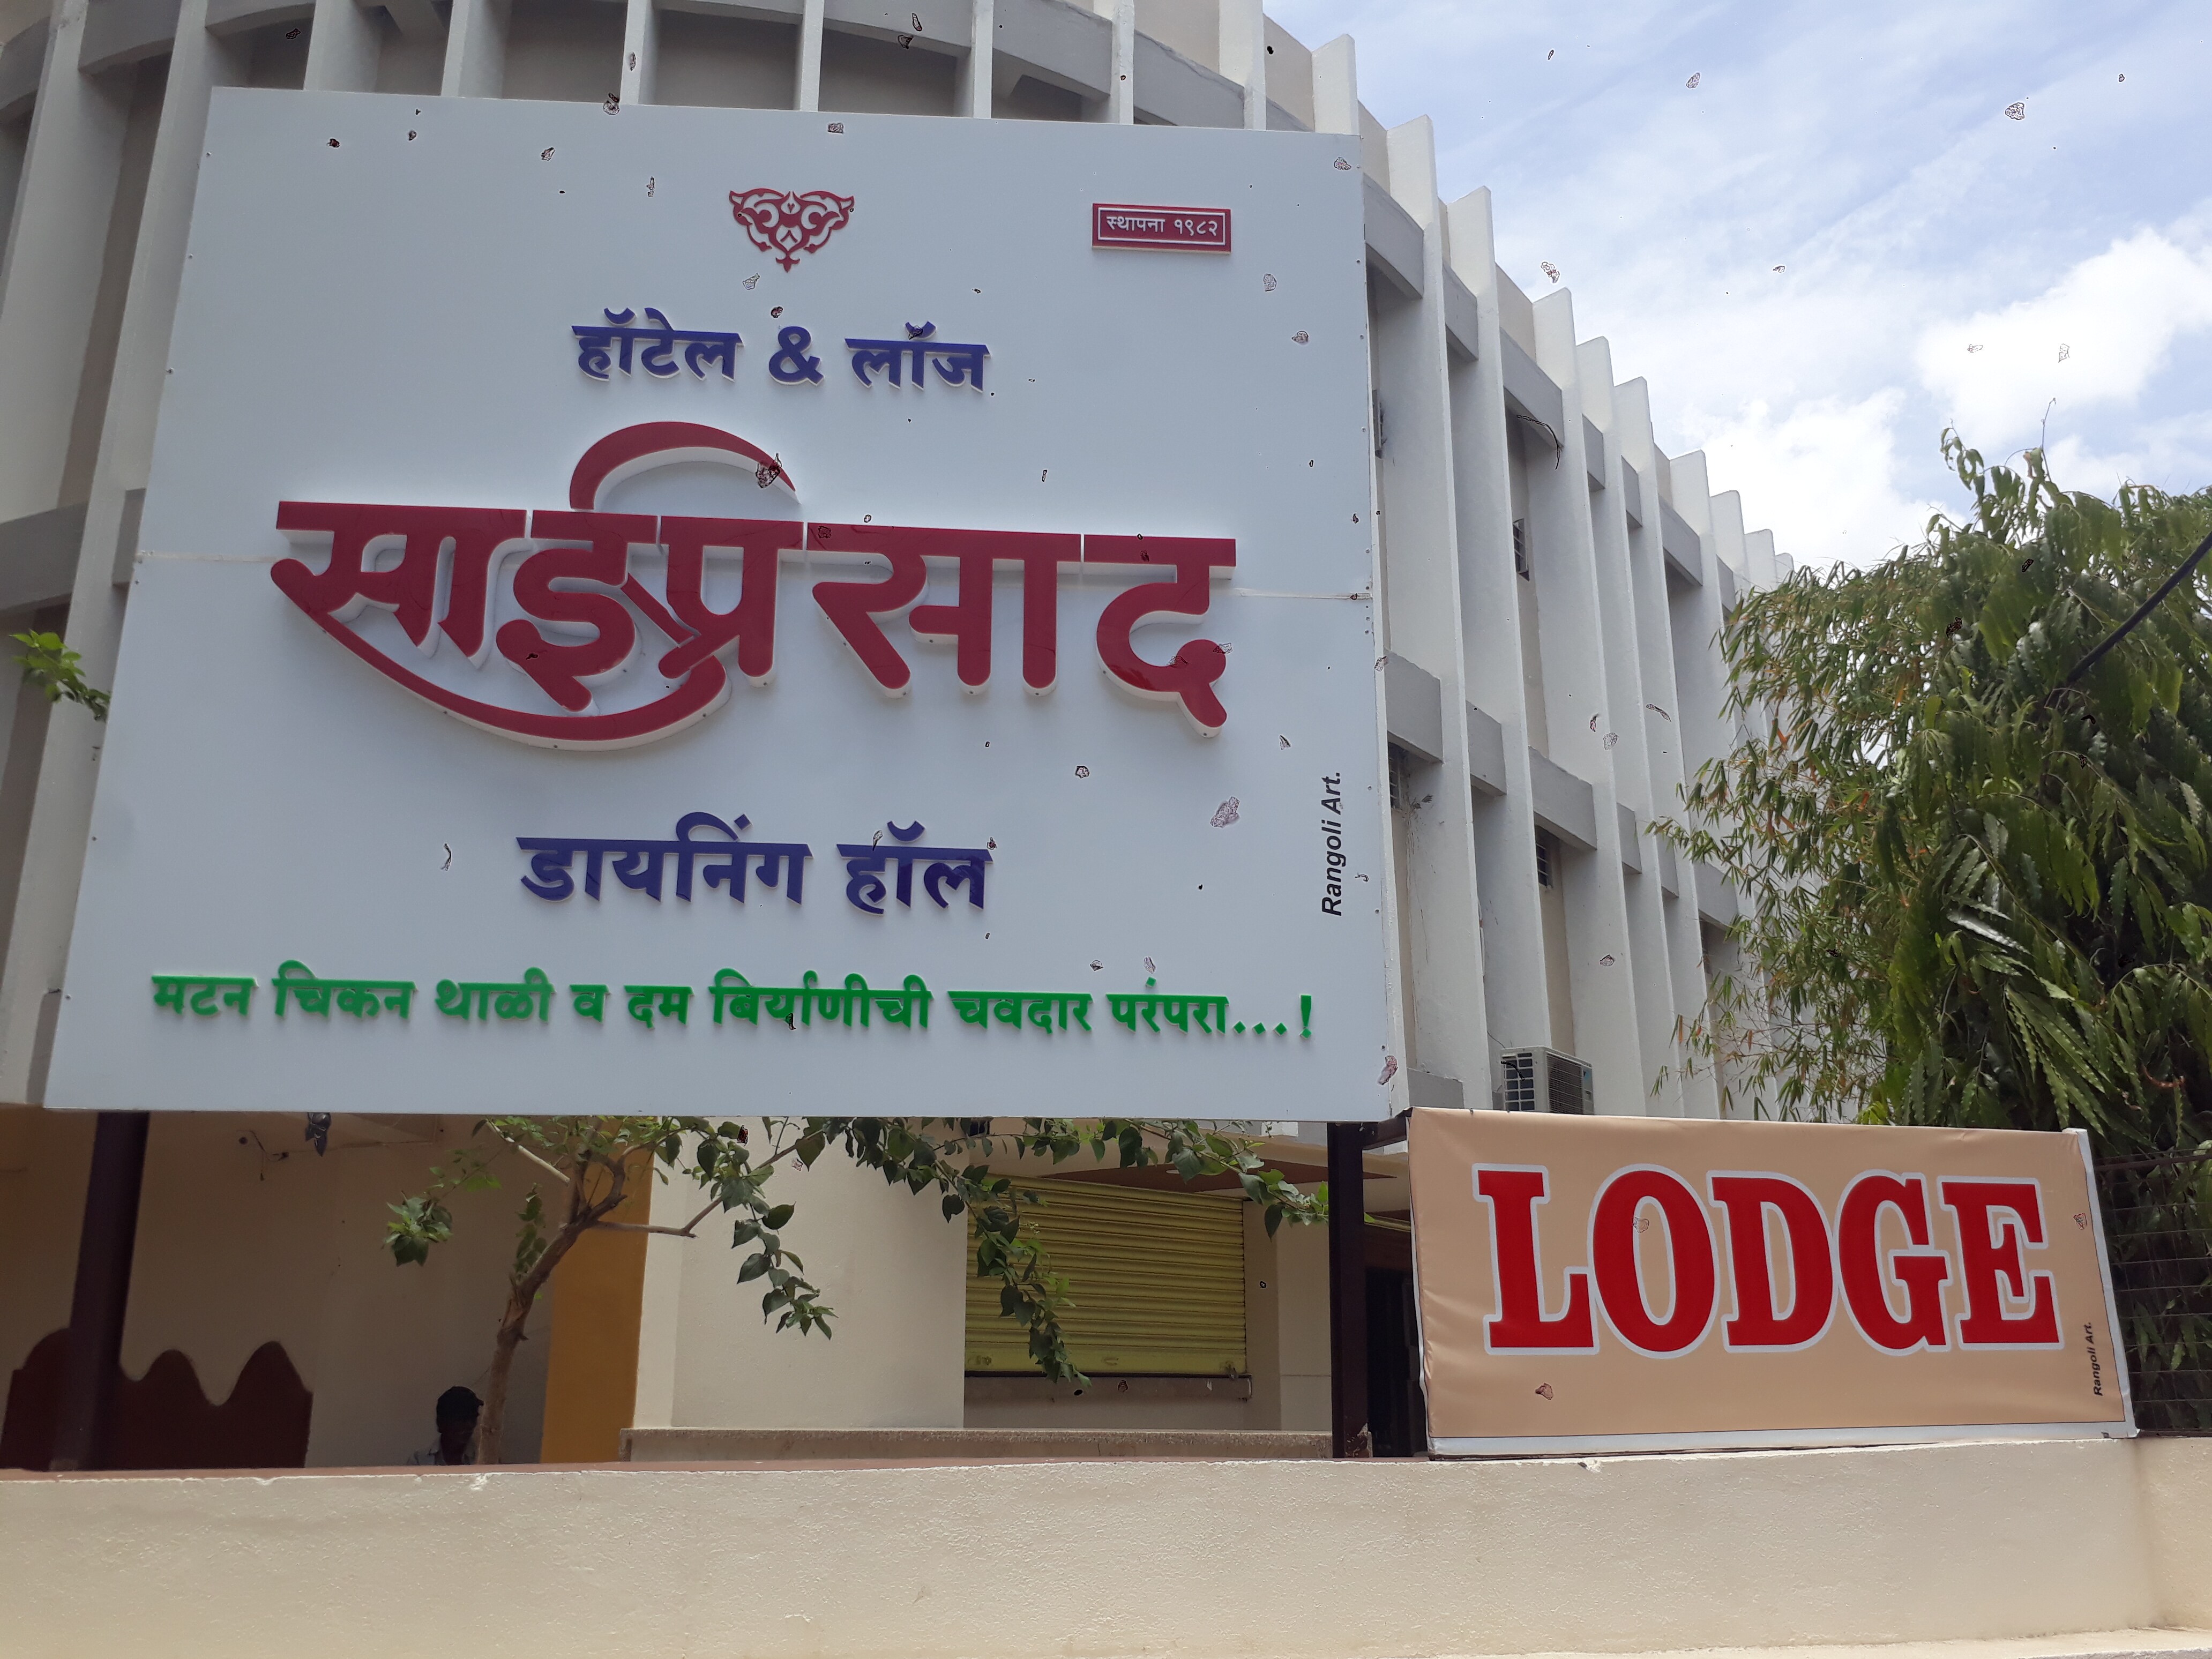 स्थापना १९८२
हॉटेल & लॉज
साईप्रसाद
डायनिंग हॉल
मटन चिकन थाळी व दम बिर्याणीची चवदार परंपरा...!
Rangoli Art.
LODGE
Rangoli Art.